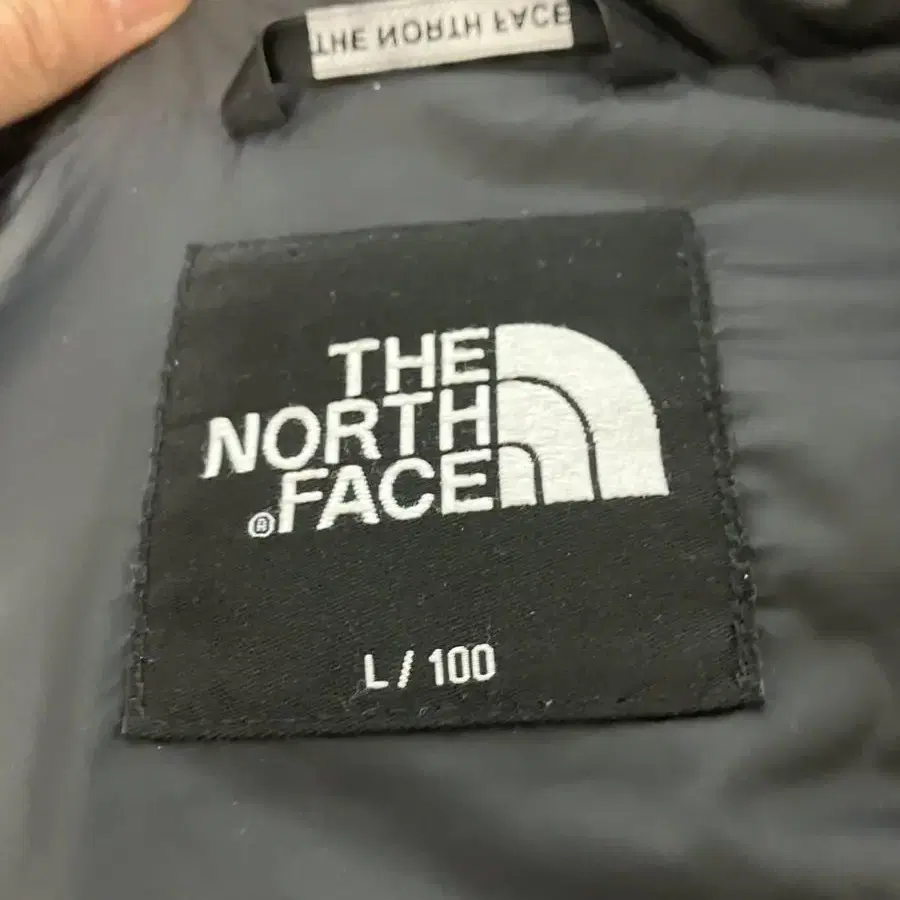 THE NORTH FACE
THE
NORTH
FACE
®
L / 100